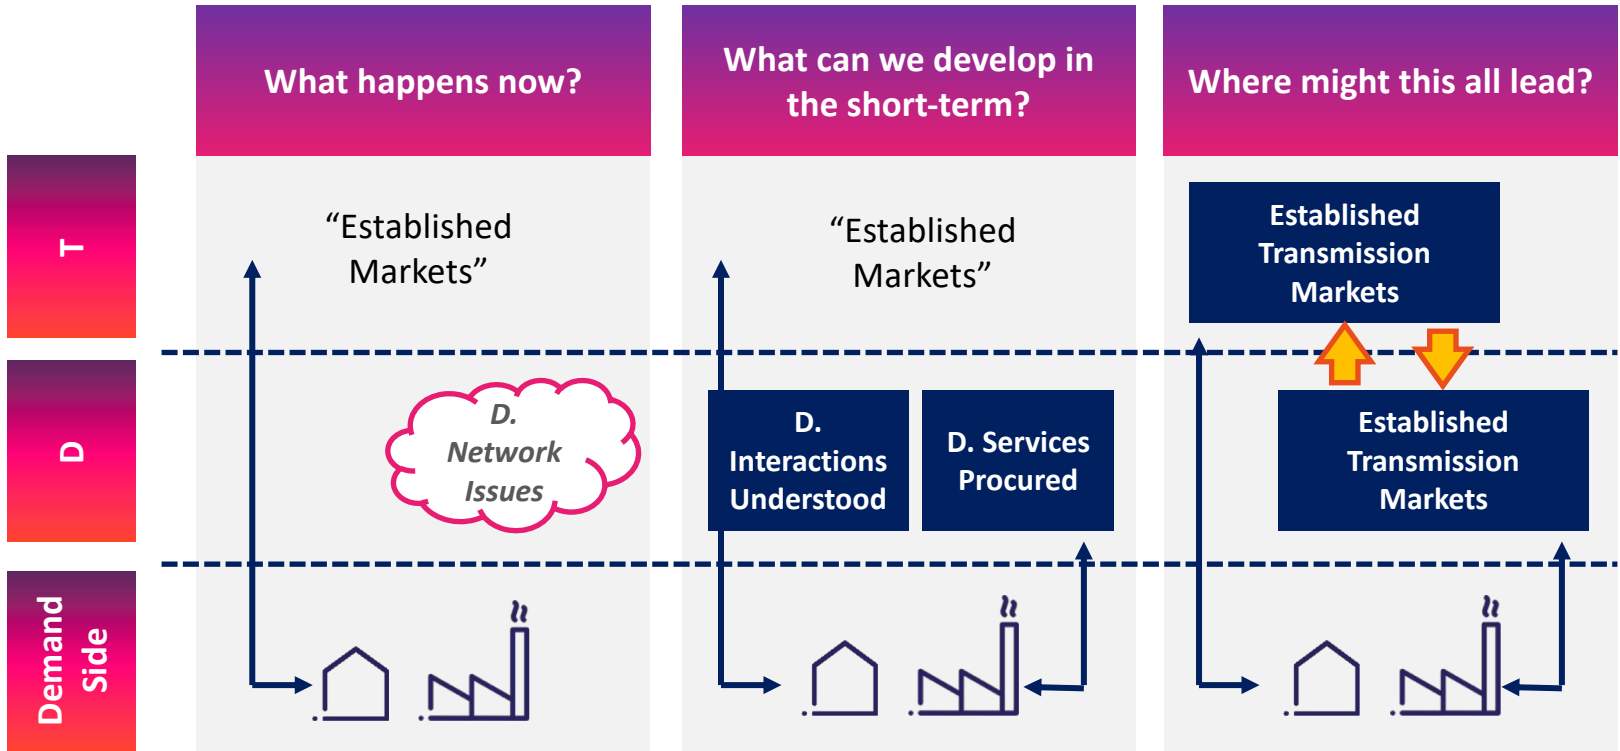 What happens now?
What can we develop in
the short-term?
Where might this all lead?
T
“Established
Markets”
“Established
Markets”
Established
Transmission
Markets
D
D.
Network
Issues
D.
Interactions
Understood
D. Services
Procured
Established
Transmission
Markets
Demand
Side